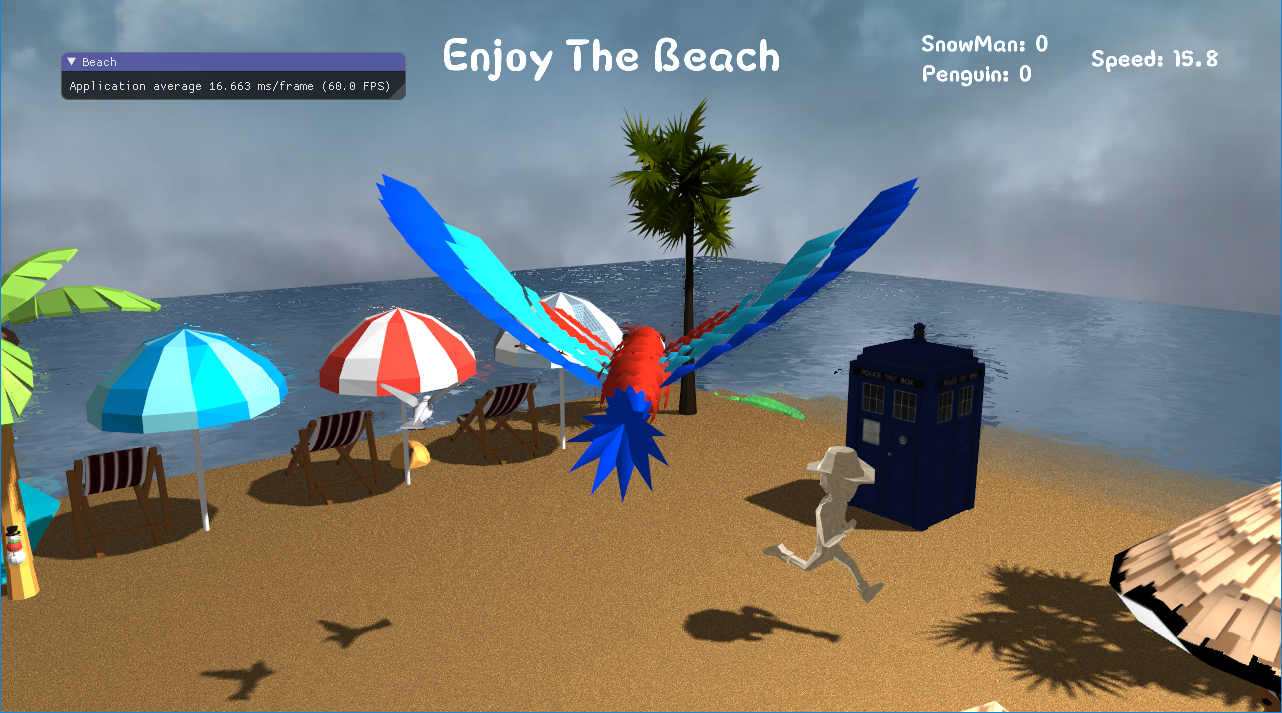 Beach
Application average 16.663 ms/frame (60.0 FPS)
Enjoy The Beach
SnowMan: 0
Penguin: 0
Speed: 15.8
POLICE BOX